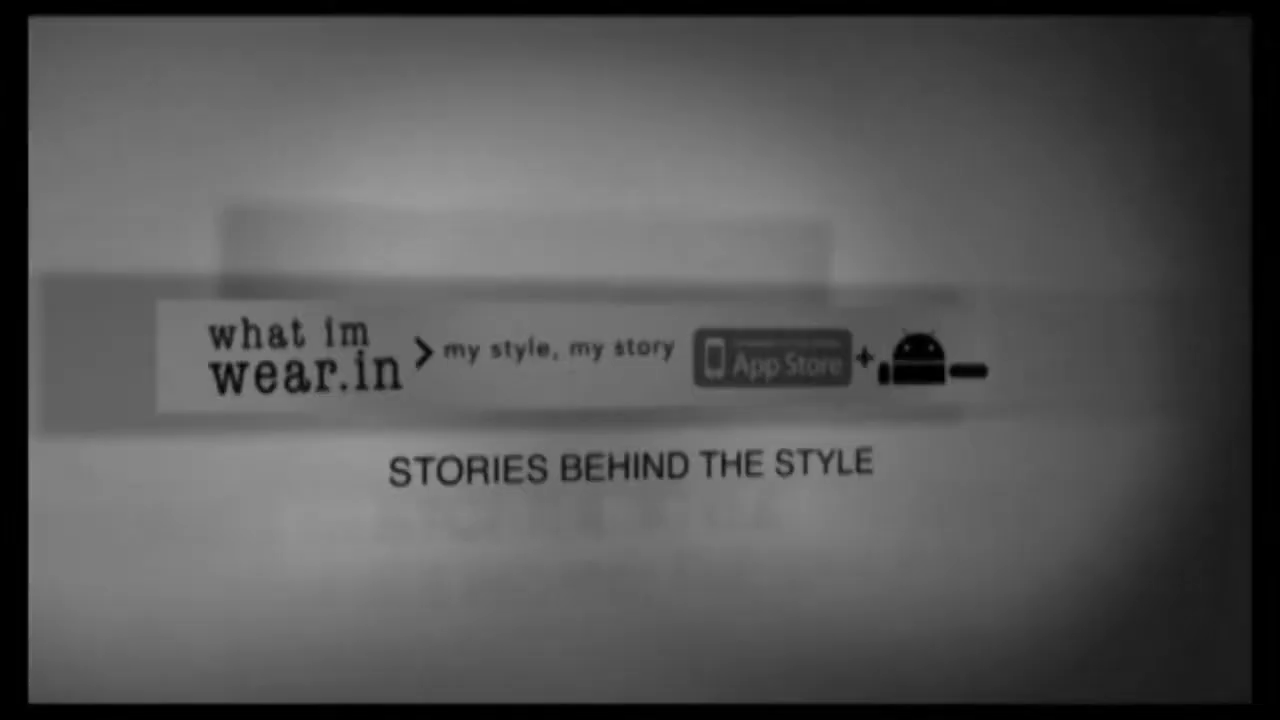 what im
wear.in
> my style, my story
App Store
+
STORIES BEHIND THE STYLE